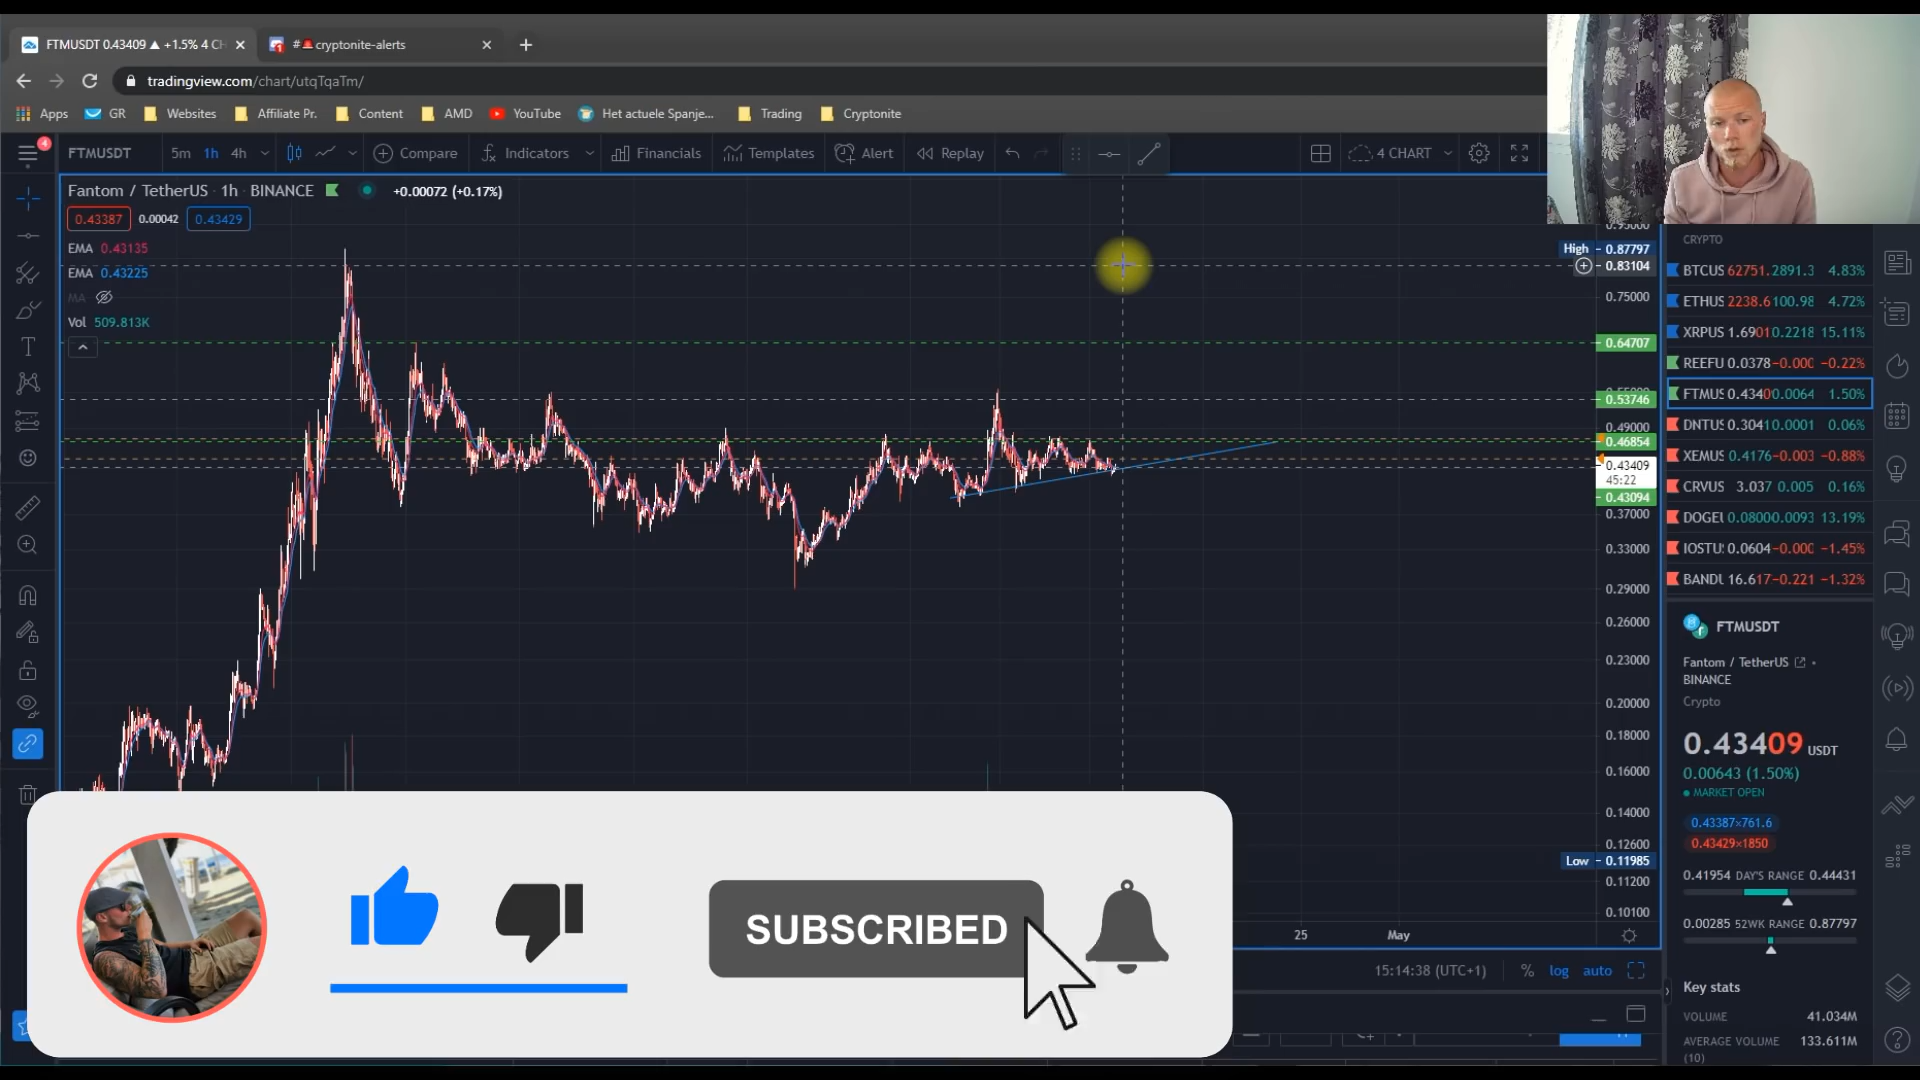 FTMUSDT 0.43409 ▲ +1.5% 4 CH
#🚨cryptonite-alerts
tradingview.com/chart/utqTqaTm/
Apps GR Websites Affiliate Pr. Content AMD YouTube Het actuele Spanje... Trading Cryptonite
4
FTMUSDT 5m 1h 4h Compare Indicators Financials Templates Alert Replay 4 CHART
Fantom / TetherUS · 1h · BINANCE +0.00072 (+0.17%)
0.43387 0.00042 0.43429
EMA 0.43135
EMA 0.43225
MA
Vol 509.813K
High 0.87797
0.83104
0.75000
0.64707
0.53746
0.49000
0.46854
0.43409
45:22
0.43094
0.37000
0.33000
0.29000
0.26000
0.23000
0.20000
0.18000
0.16000
0.14000
0.12600
Low 0.11985
0.11200
0.10100
25 May
15:14:38 (UTC+1) % log auto
CRYPTO
BTCUS 62751. 2891.3 4.83%
ETHUS 2238.6 100.98 4.72%
XRPUS 1.6901 0.2218 15.11%
REEFU 0.0378 -0.000 -0.22%
FTMUS 0.4340 0.0064 1.50%
DNTUS 0.3041 0.0001 0.06%
XEMUS 0.4176 -0.003 -0.88%
CRVUS 3.037 0.005 0.16%
DOGEU 0.0800 0.0093 13.19%
IOSTU: 0.0604 -0.000 -1.45%
BANDU 16.617 -0.221 -1.32%
FTMUSDT
Fantom / TetherUS
BINANCE
Crypto
0.43409 USDT
0.00643 (1.50%)
MARKET OPEN
0.43387×761.6
0.43429×1850
0.41954 DAY'S RANGE 0.44431
0.00285 52WK RANGE 0.87797
Key stats
VOLUME 41.034M
AVERAGE VOLUME 133.611M
(10)
SUBSCRIBED